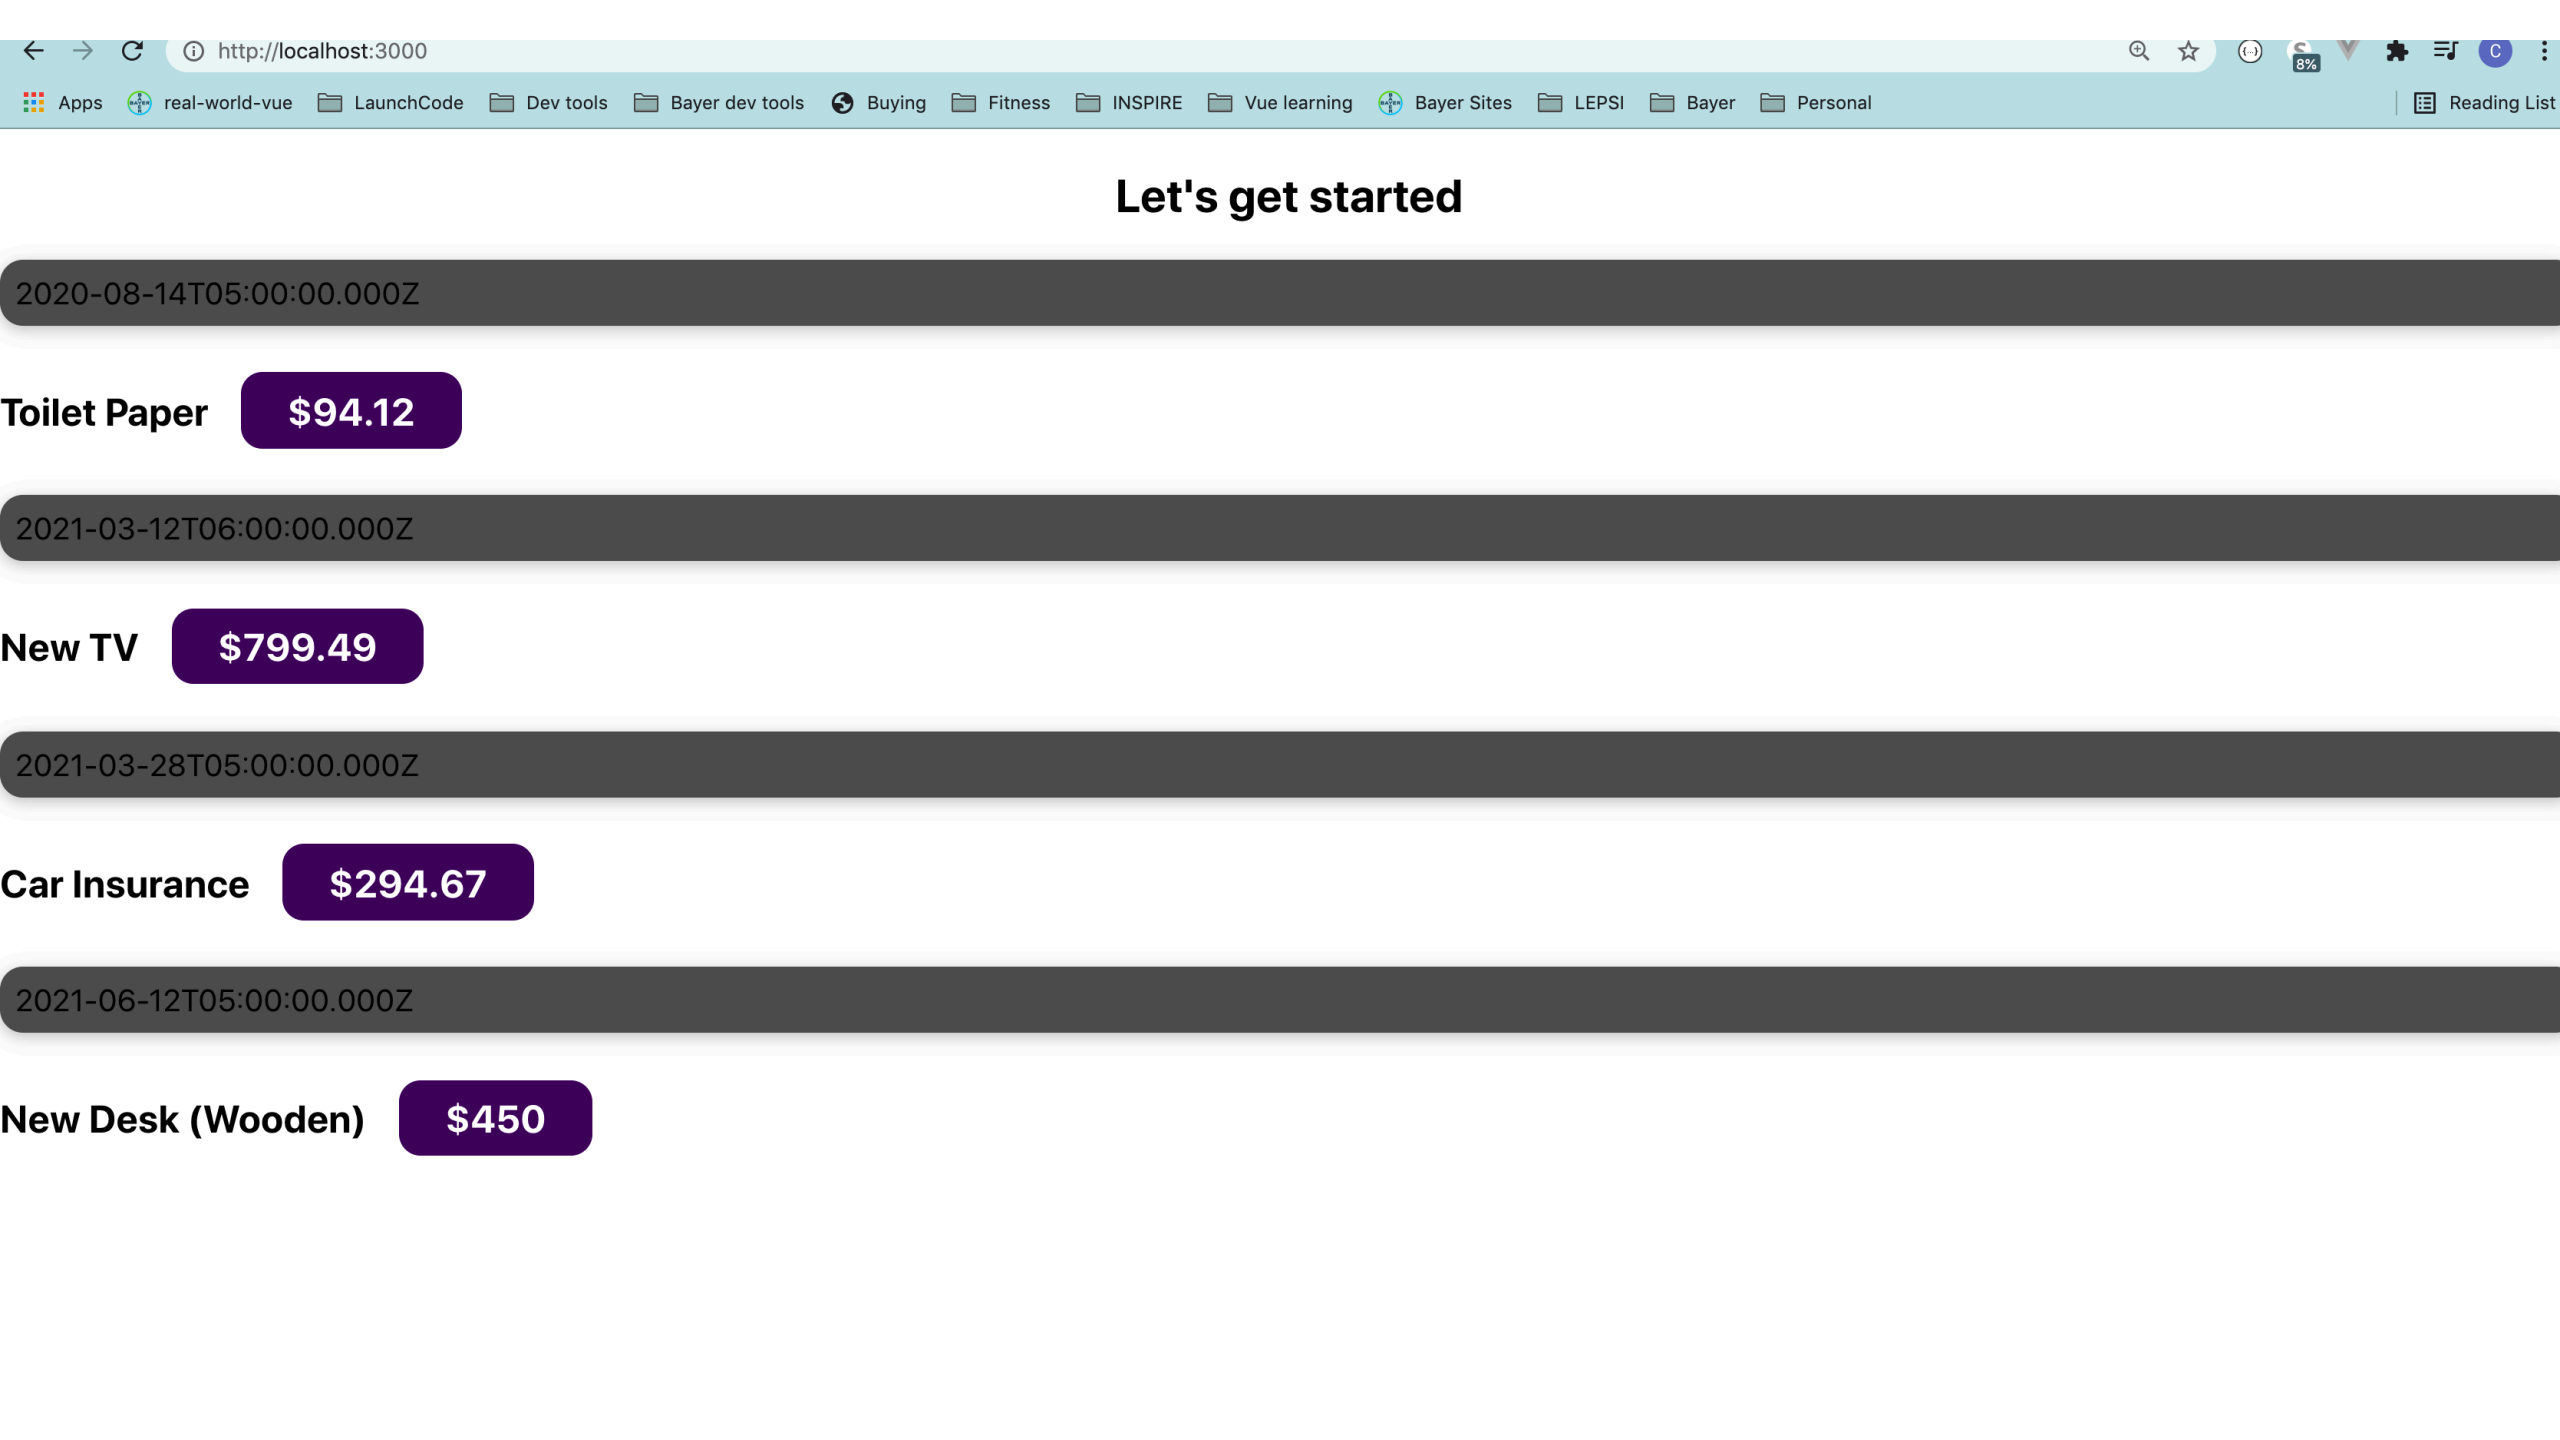 http://localhost:3000
8%
C
Apps real-world-vue LaunchCode Dev tools Bayer dev tools Buying Fitness INSPIRE Vue learning Bayer Sites LEPSI Bayer Personal Reading List
Let's get started
2020-08-14T05:00:00.000Z
Toilet Paper $94.12
2021-03-12T06:00:00.000Z
New TV $799.49
2021-03-28T05:00:00.000Z
Car Insurance $294.67
2021-06-12T05:00:00.000Z
New Desk (Wooden) $450